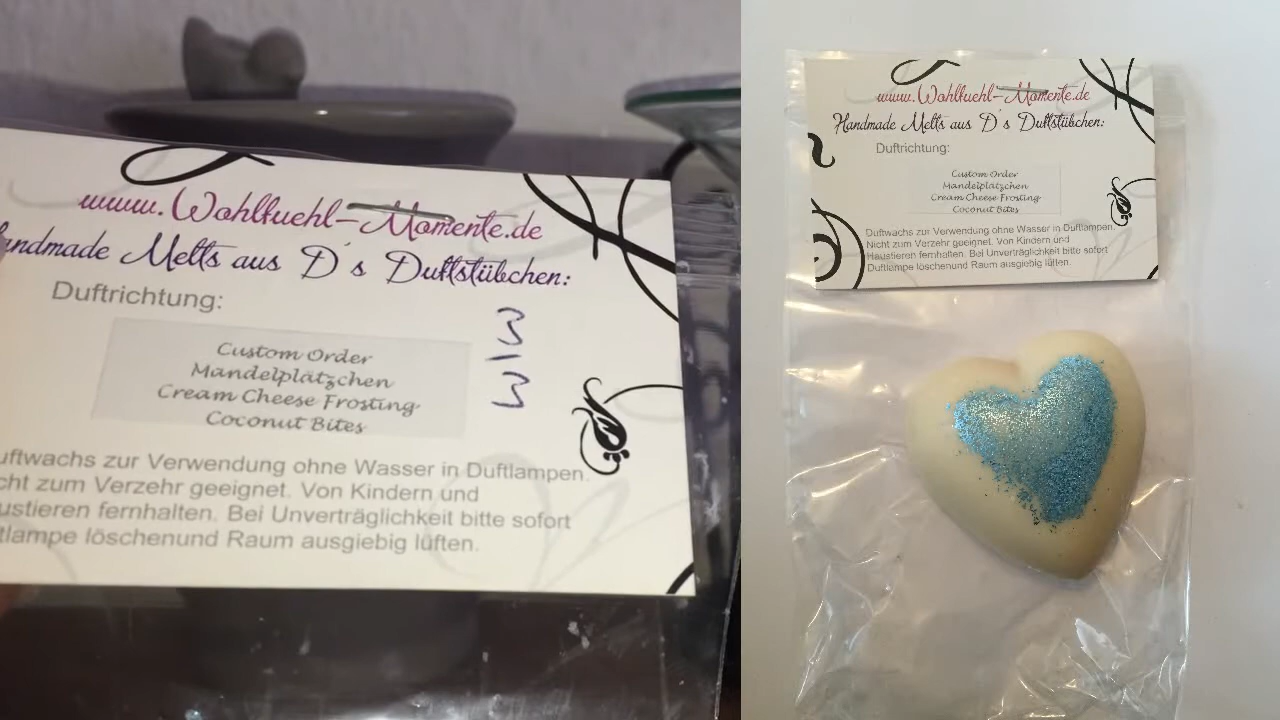 www.Wohlfuehl-Momente.de
Handmade Melts aus D´s Duftstübchen:
Duftrichtung:
Custom Order
Mandelplätzchen
Cream Cheese Frosting
Coconut Bites
uftwachs zur Verwendung ohne Wasser in Duftlampen.
cht zum Verzehr geeignet. Von Kindern und
ustieren fernhalten. Bei Unverträglichkeit bitte sofort
tlampe löschenund Raum ausgiebig lüften.
www.Wohlfuehl-Momente.de
Handmade Melts aus D´s Duftstübchen:
Duftrichtung:
Custom Order
Mandelplätzchen
Cream Cheese Frosting
Coconut Bites
Duftwachs zur Verwendung ohne Wasser in Duftlampen.
Nicht zum Verzehr geeignet. Von Kindern und
Haustieren fernhalten. Bei Unverträglichkeit bitte sofort
Duftlampe löschenund Raum ausgiebig lüften.